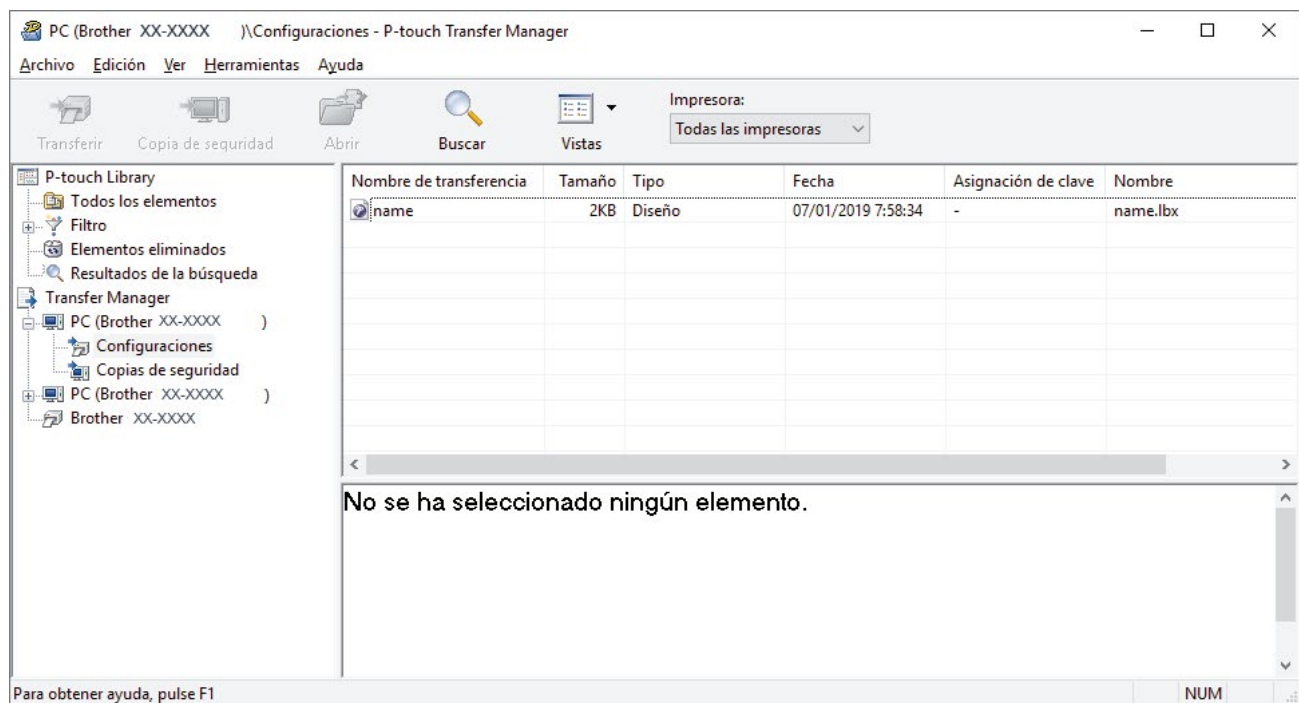 PC (Brother XX-XXXX )\Configuraciones - P-touch Transfer Manager
Archivo Edición Ver Herramientas Ayuda
Transferir Copia de seguridad Abrir Buscar Vistas
Impresora:
Todas las impresoras
P-touch Library
Todos los elementos
Filtro
Elementos eliminados
Resultados de la búsqueda
Transfer Manager
PC (Brother XX-XXXX )
Configuraciones
Copias de seguridad
PC (Brother XX-XXXX )
Brother XX-XXXX
Nombre de transferencia Tamaño Tipo Fecha Asignación de clave Nombre
name 2KB Diseño 07/01/2019 7:58:34 - name.lbx
No se ha seleccionado ningún elemento.
Para obtener ayuda, pulse F1 NUM